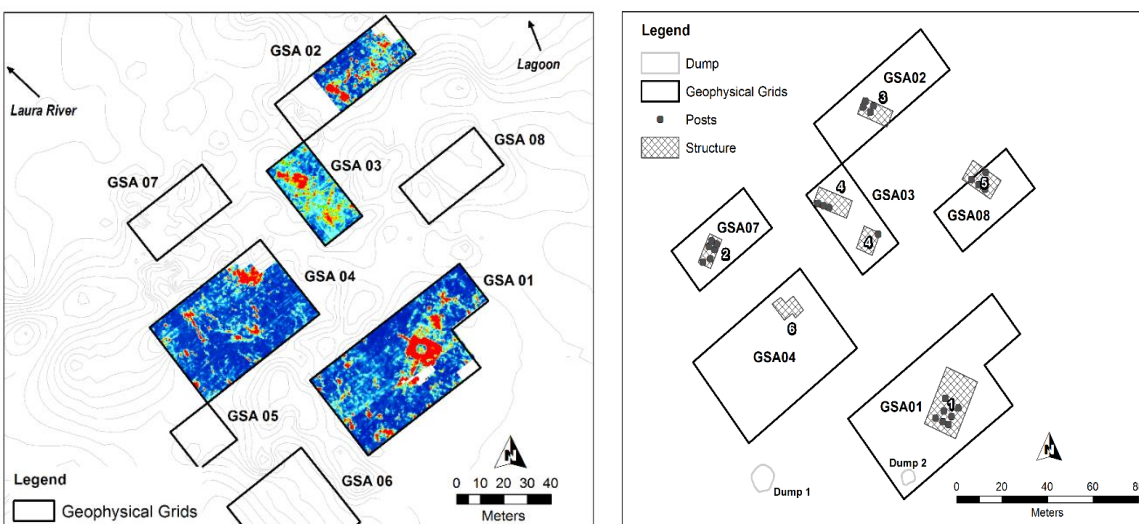 GSA 02
Lagoon
Laura River
GSA 03
GSA 08
GSA 07
GSA 04
GSA 01
GSA 05
Legend
Geophysical Grids
GSA 06
N
0 10 20 30 40
Meters
Legend
Dump
Geophysical Grids
Posts
Structure
GSA02
3
4
GSA03
5
GSA08
GSA07
2
4
6
GSA04
GSA01
1
Dump 1
Dump 2
N
0 20 40 60 80
Meters